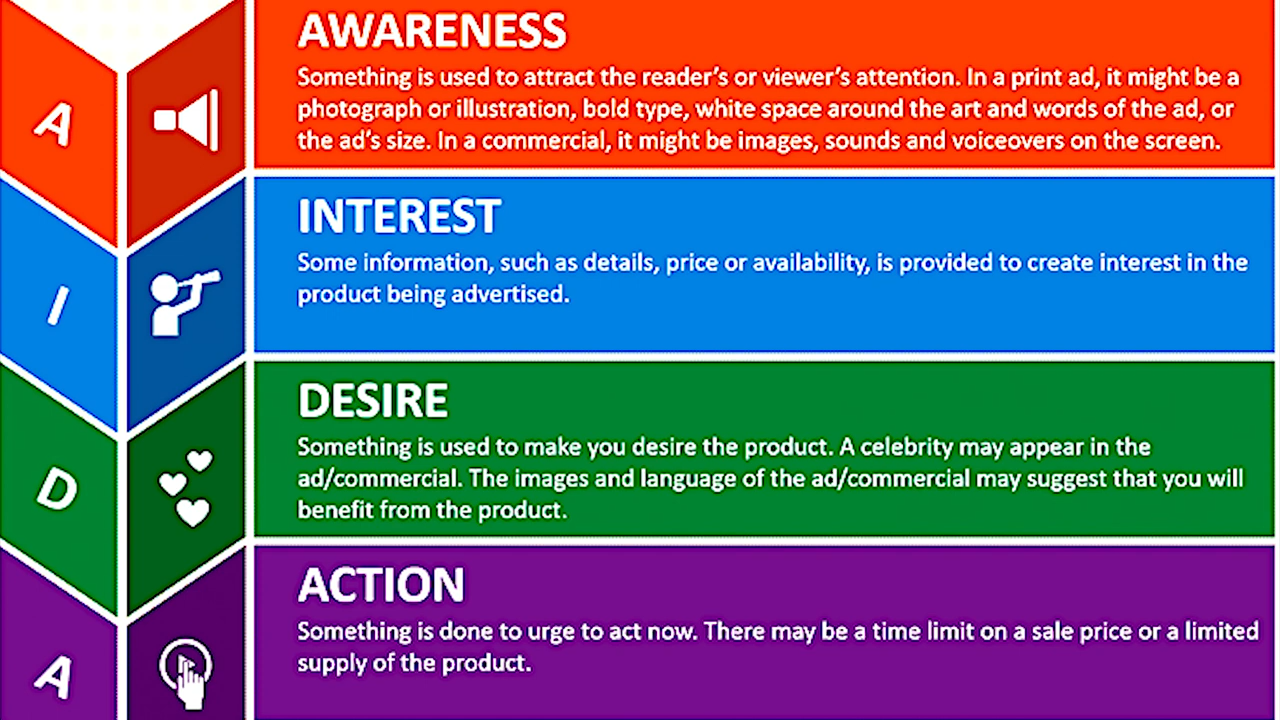 A
AWARENESS
Something is used to attract the reader’s or viewer’s attention. In a print ad, it might be a
photograph or illustration, bold type, white space around the art and words of the ad, or
the ad’s size. In a commercial, it might be images, sounds and voiceovers on the screen.
I
INTEREST
Some information, such as details, price or availability, is provided to create interest in the
product being advertised.
D
DESIRE
Something is used to make you desire the product. A celebrity may appear in the
ad/commercial. The images and language of the ad/commercial may suggest that you will
benefit from the product.
A
ACTION
Something is done to urge to act now. There may be a time limit on a sale price or a limited
supply of the product.